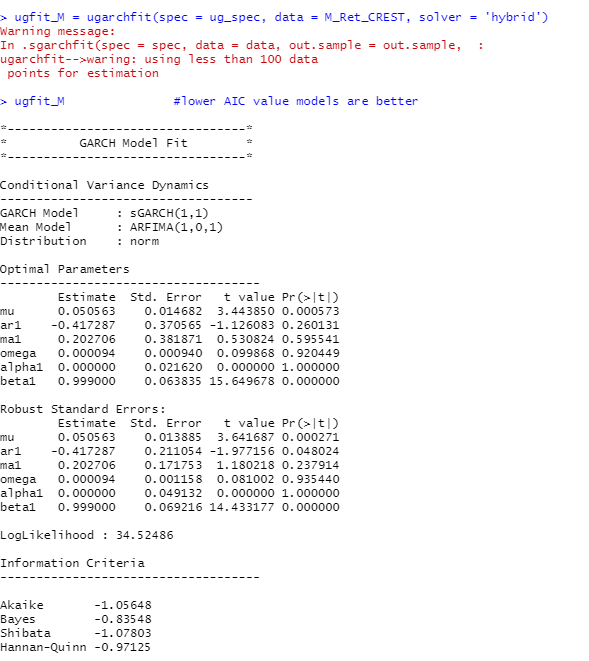 > ugfit_M = ugarchfit(spec = ug_spec, data = M_Ret_CREST, solver = 'hybrid')
Warning message:
In .sgarchfit(spec = spec, data = data, out.sample = out.sample,  :
ugarchfit-->waring: using less than 100 data
 points for estimation
> ugfit_M               #lower AIC value models are better
*---------------------------------*
*          GARCH Model Fit        *
*---------------------------------*
Conditional Variance Dynamics
-----------------------------------
GARCH Model     : sGARCH(1,1)
Mean Model      : ARFIMA(1,0,1)
Distribution    : norm
Optimal Parameters
------------------------------------
        Estimate  Std. Error   t value Pr(>|t|)
mu      0.050563    0.014682  3.443850 0.000573
ar1    -0.417287    0.370565 -1.126083 0.260131
ma1     0.202706    0.381871  0.530824 0.595541
omega   0.000094    0.000940  0.099868 0.920449
alpha1  0.000000    0.021620  0.000000 1.000000
beta1   0.999000    0.063835 15.649678 0.000000
Robust Standard Errors:
        Estimate  Std. Error   t value Pr(>|t|)
mu      0.050563    0.013885  3.641687 0.000271
ar1    -0.417287    0.211054 -1.977156 0.048024
ma1     0.202706    0.171753  1.180218 0.237914
omega   0.000094    0.001158  0.081002 0.935440
alpha1  0.000000    0.049132  0.000000 1.000000
beta1   0.999000    0.069216 14.433177 0.000000
LogLikelihood : 34.52486
Information Criteria
------------------------------------
Akaike       -1.05648
Bayes        -0.83548
Shibata      -1.07803
Hannan-Quinn -0.97125